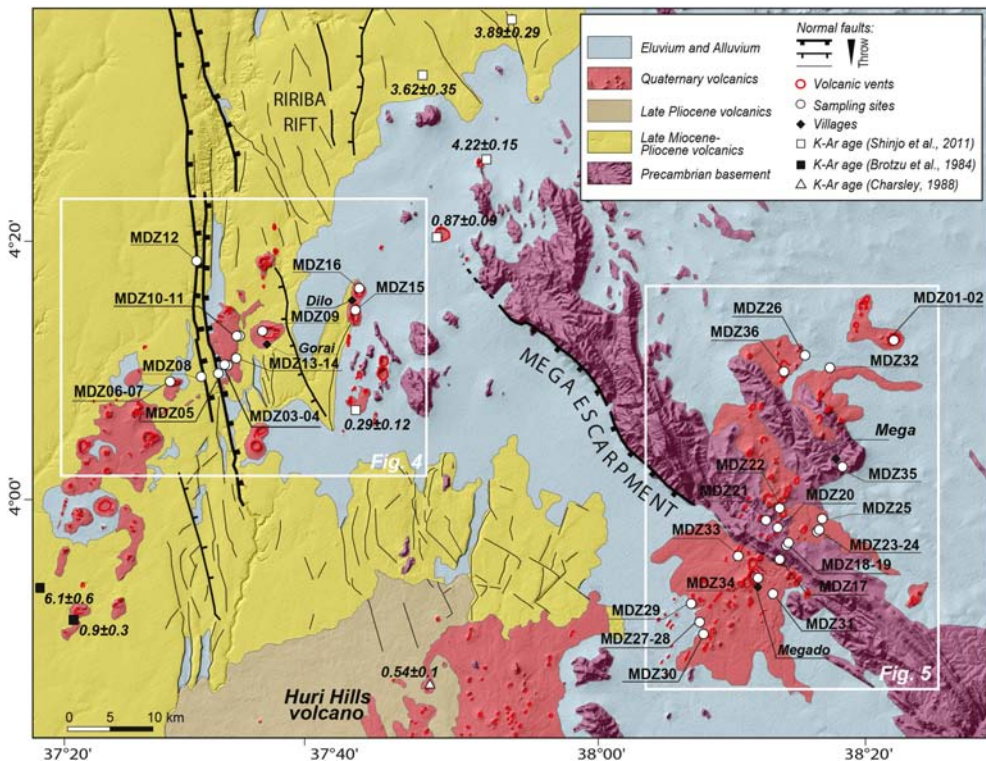 3.89±0.29
3.62±0.35
RIRIBA
RIFT
4.22±0.15
0.87±0.09
Eluvium and Alluvium
Quaternary volcanics
Late Pliocene volcanics
Late Miocene-
Pliocene volcanics
Precambrian basement
Normal faults:
Throw
Volcanic vents
Sampling sites
Villages
K-Ar age (Shinjo et al., 2011)
K-Ar age (Brotzu et al., 1984)
K-Ar age (Charsley, 1988)
4°20'
4°00'
MDZ12
MDZ16
MDZ10-11
Dilo
MDZ15
MDZ09
Gorai
MDZ08
MDZ13-14
MDZ06-07
MDZ05
MDZ03-04
0.29±0.12
Fig. 4
MEGA ESCARPMENT
MDZ26
MDZ01-02
MDZ36
MDZ32
Mega
MDZ35
MDZ22
MDZ20
MDZ21
MDZ25
MDZ33
MDZ23-24
MDZ18-19
MDZ34
MDZ17
MDZ29
MDZ31
MDZ27-28
Megado
MDZ30
Fig. 5
6.1±0.6
0.9±0.3
0.54±0.1
Huri Hills
volcano
0 5 10 km
37°20'
37°40'
38°00'
38°20'